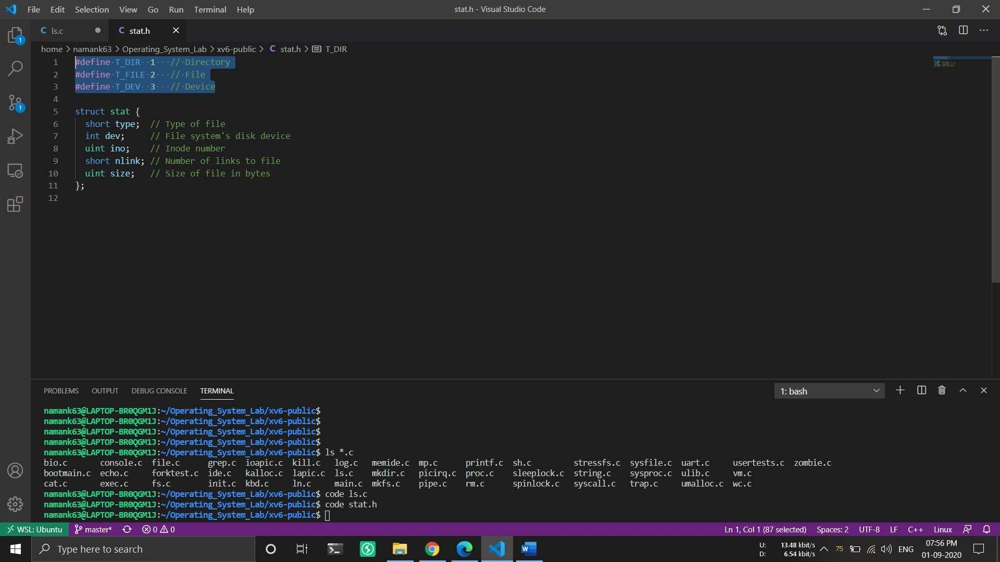 File Edit Selection View Go Run Terminal Help
stat.h - Visual Studio Code
C ls.c
C stat.h
home > namank63 > Operating_System_Lab > xv6-public > C stat.h > T_DIR
1 #define T_DIR  1   // Directory
2 #define T_FILE 2   // File
3 #define T_DEV  3   // Device
4
5 struct stat {
6   short type;  // Type of file
7   int dev;     // File system's disk device
8   uint ino;    // Inode number
9   short nlink; // Number of links to file
10   uint size;   // Size of file in bytes
11 };
12
1
1
PROBLEMS OUTPUT DEBUG CONSOLE TERMINAL
1: bash
namank63@LAPTOP-BR0QGM1J:~/Operating_System_Lab/xv6-public$
namank63@LAPTOP-BR0QGM1J:~/Operating_System_Lab/xv6-public$
namank63@LAPTOP-BR0QGM1J:~/Operating_System_Lab/xv6-public$
namank63@LAPTOP-BR0QGM1J:~/Operating_System_Lab/xv6-public$
namank63@LAPTOP-BR0QGM1J:~/Operating_System_Lab/xv6-public$ ls *.c
bio.c console.c file.c grep.c ioapic.c kill.c log.c memide.c mp.c printf.c sh.c stressfs.c sysfile.c uart.c usertests.c zombie.c
bootmain.c echo.c forktest.c ide.c kalloc.c lapic.c ls.c mkdir.c picirq.c proc.c sleeplock.c string.c sysproc.c ulib.c vm.c
cat.c exec.c fs.c init.c kbd.c ln.c main.c mkfs.c pipe.c rm.c spinlock.c syscall.c trap.c umalloc.c wc.c
namank63@LAPTOP-BR0QGM1J:~/Operating_System_Lab/xv6-public$ code ls.c
namank63@LAPTOP-BR0QGM1J:~/Operating_System_Lab/xv6-public$ code stat.h
namank63@LAPTOP-BR0QGM1J:~/Operating_System_Lab/xv6-public$
WSL: Ubuntu master* 0 0
Ln 1, Col 1 (87 selected) Spaces: 2 UTF-8 LF C++ Linux
Type here to search
U: 13.48 kbit/s
D: 6.54 kbit/s
75
ENG
07:56 PM
01-09-2020